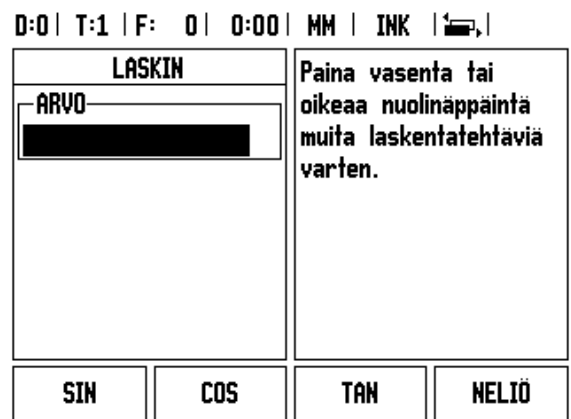 D:0| T:1 | F: 0| 0:00| MM | INK | |
LASKIN
ARVO
Paina vasenta tai
oikeaa nuolinäppäintä
muita laskentatehtäviä
varten.
SIN COS TAN NELIÖ